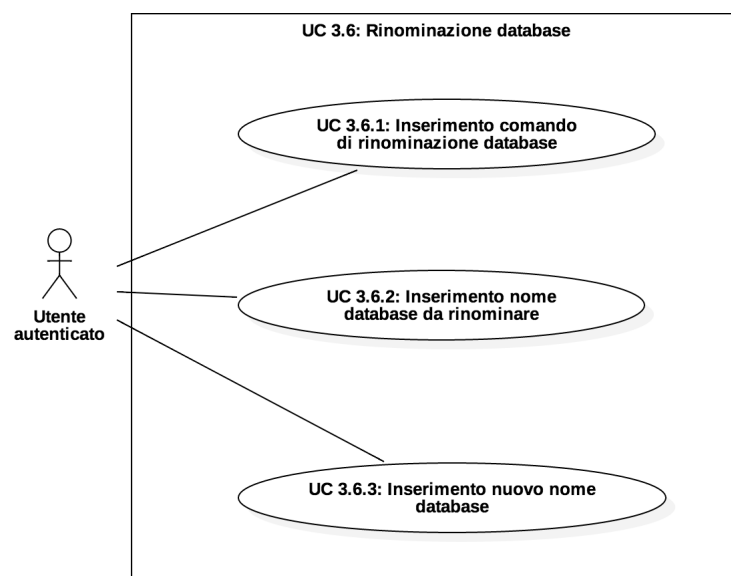 UC 3.6: Rinominazione database
UC 3.6.1: Inserimento comando
di rinominazione database
UC 3.6.2: Inserimento nome
database da rinominare
Utente
autenticato
UC 3.6.3: Inserimento nuovo nome
database